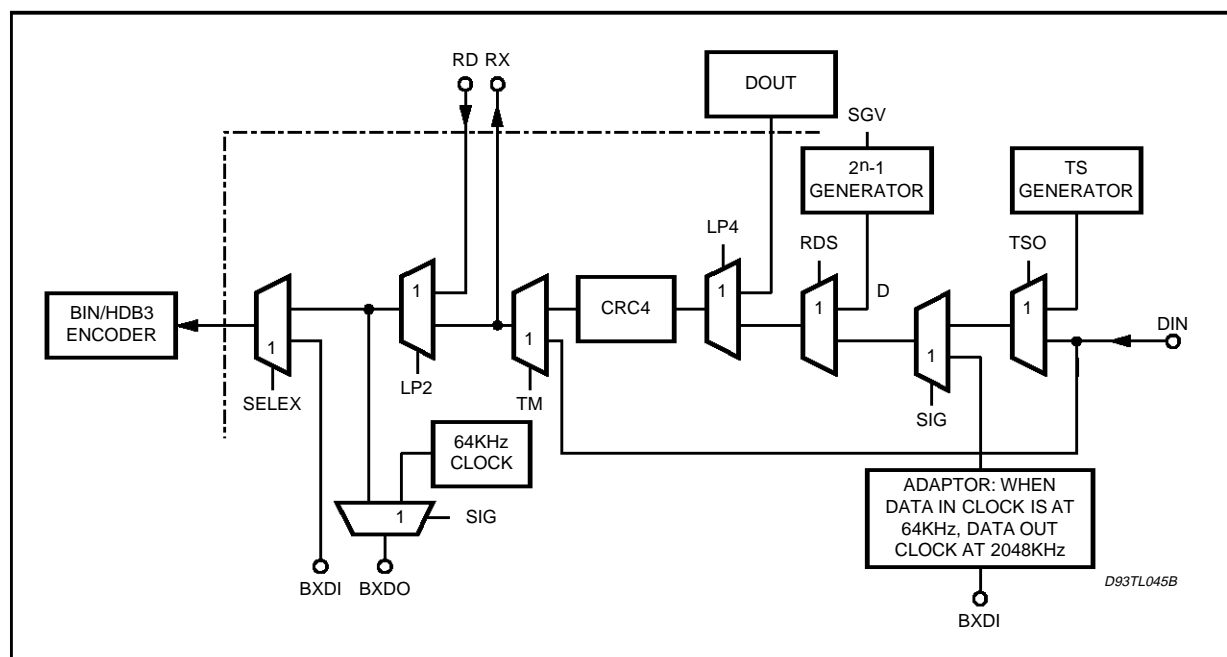 RD RX
DOUT
SGV
2n-1
GENERATOR
TS
GENERATOR
LP4
RDS
TSO
1
1
1
D
1
CRC4
BIN/HDB3
ENCODER
1
1
1
DIN
SELEX
LP2
TM
SIG
64KHz
CLOCK
1
SIG
ADAPTOR: WHEN
DATA IN CLOCK IS AT
64KHz, DATA OUT
CLOCK AT 2048KHz
BXDI
BXDO
D93TL045B
BXDI